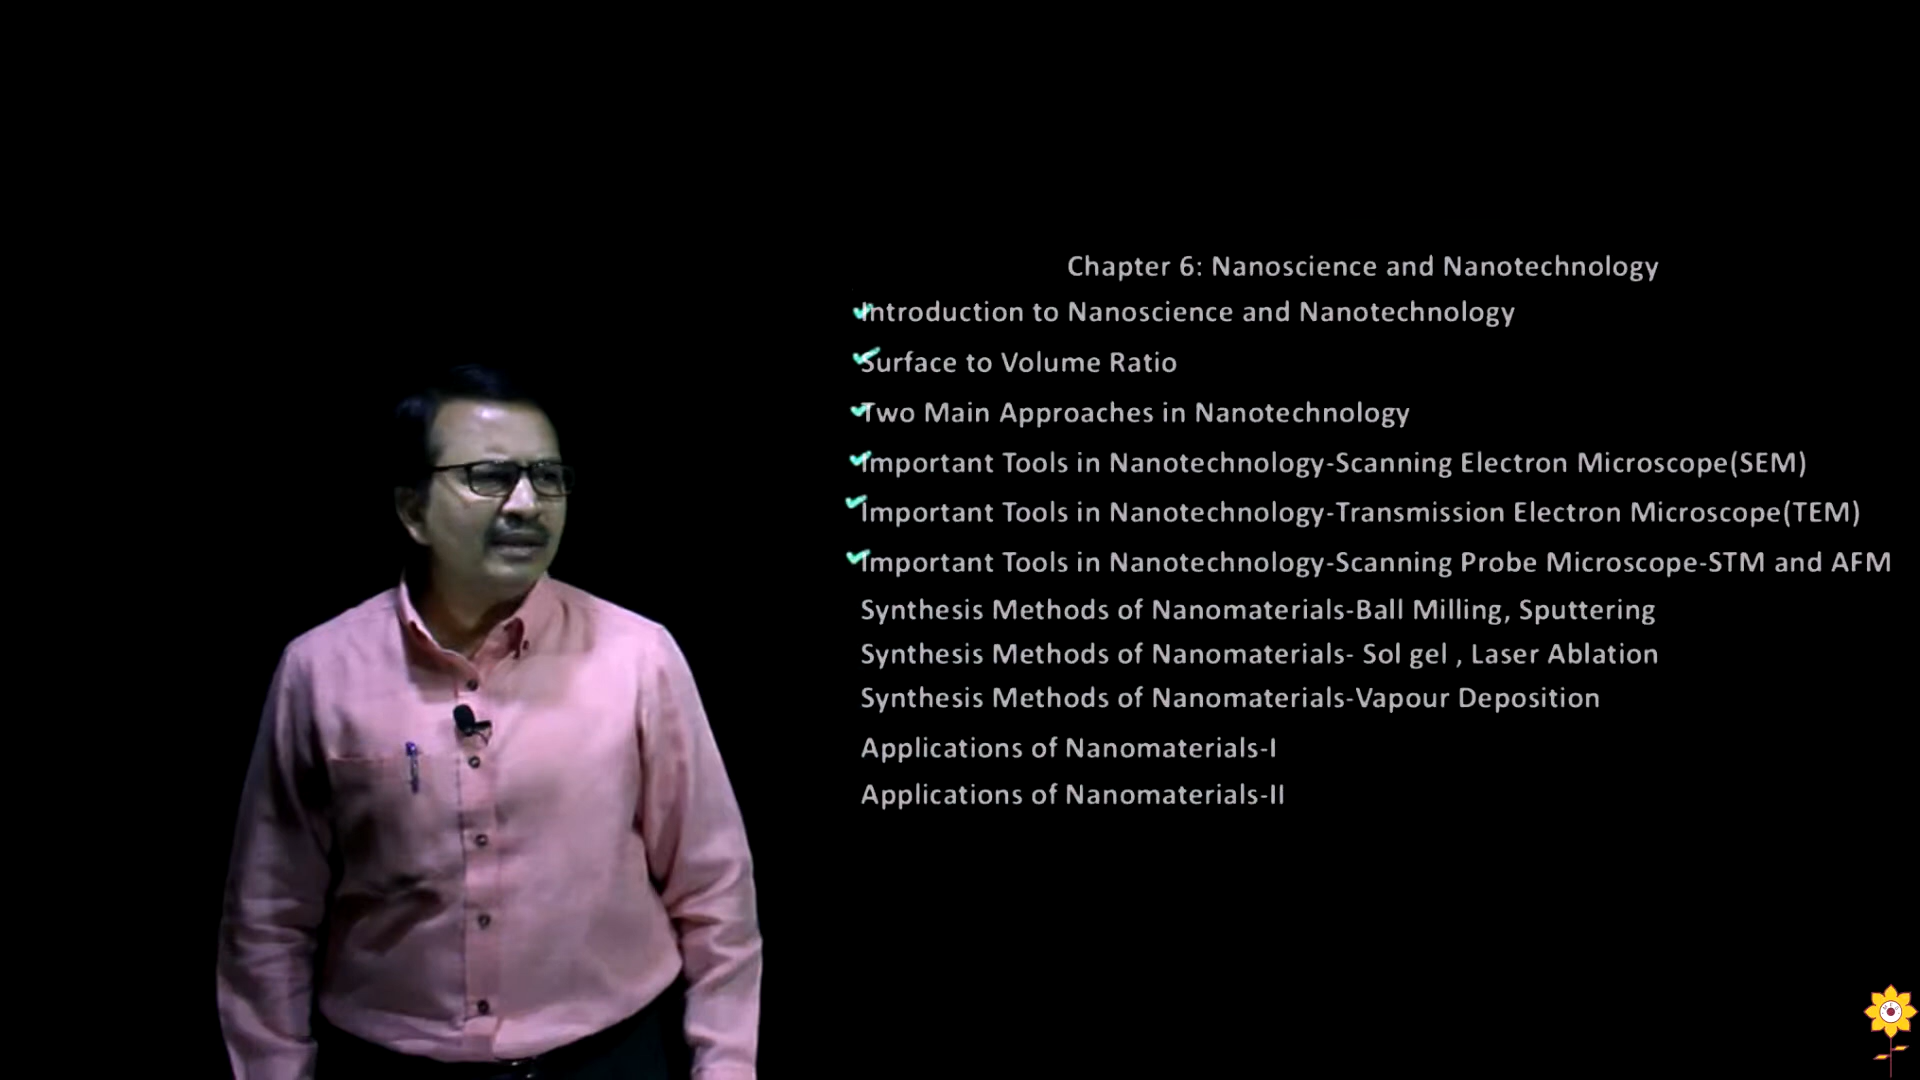 Chapter 6: Nanoscience and Nanotechnology
Introduction to Nanoscience and Nanotechnology
Surface to Volume Ratio
Two Main Approaches in Nanotechnology
Important Tools in Nanotechnology-Scanning Electron Microscope(SEM)
Important Tools in Nanotechnology-Transmission Electron Microscope(TEM)
Important Tools in Nanotechnology-Scanning Probe Microscope-STM and AFM
Synthesis Methods of Nanomaterials-Ball Milling, Sputtering
Synthesis Methods of Nanomaterials- Sol gel , Laser Ablation
Synthesis Methods of Nanomaterials-Vapour Deposition
Applications of Nanomaterials-I
Applications of Nanomaterials-II